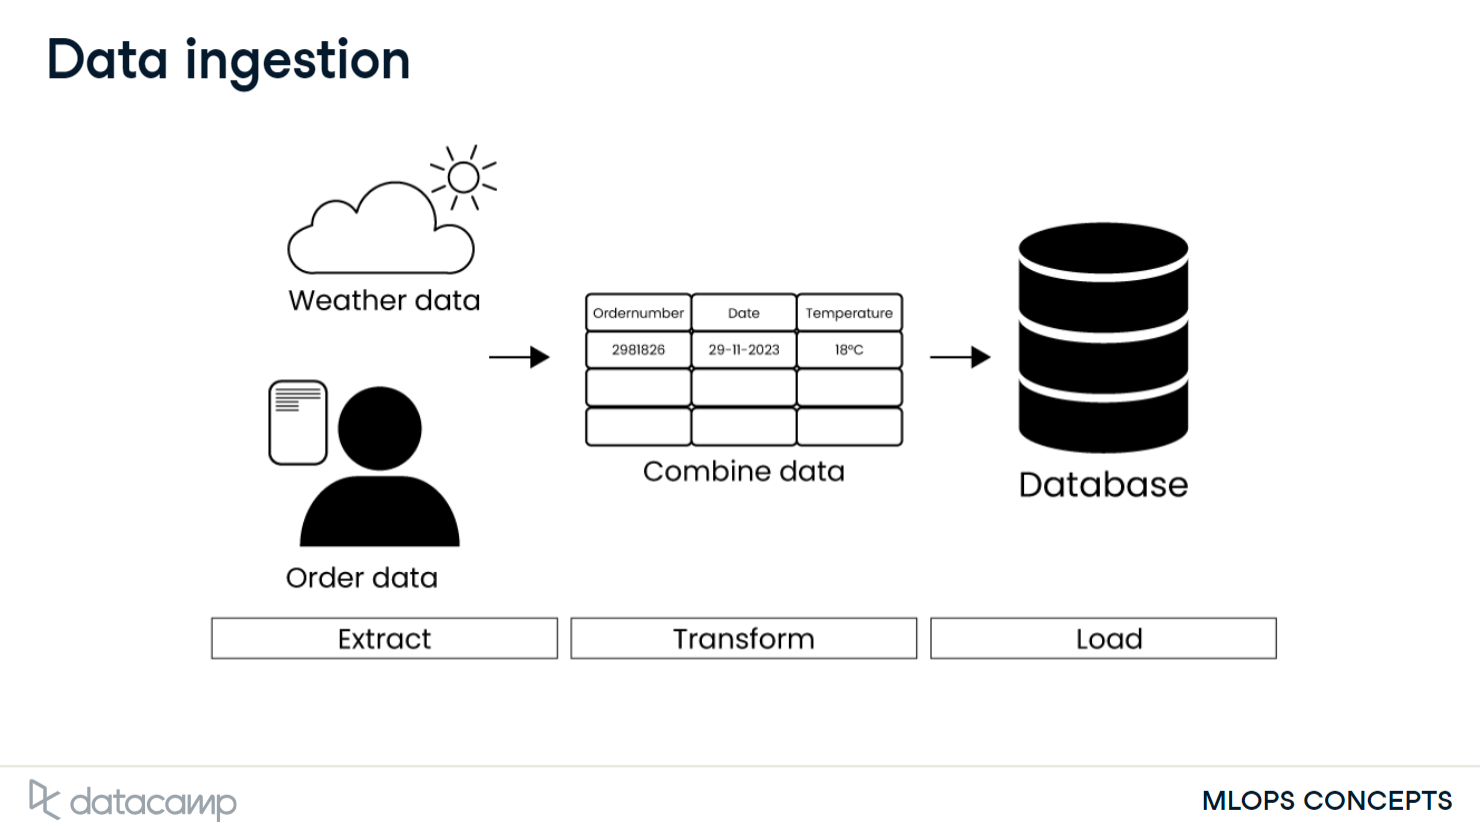 Data ingestion
Weather data
Order data
Ordernumber Date Temperature
2981826 29-11-2023 18°C
Combine data
Database
Extract Transform Load
datacamp
MLOPS CONCEPTS